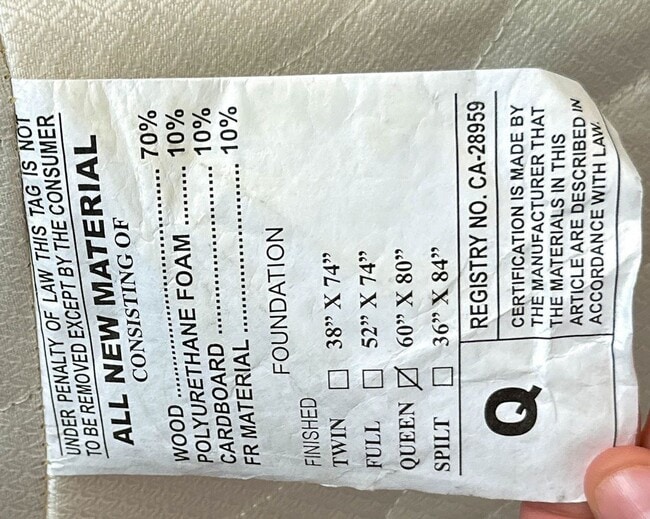 UNDER PENALTY OF LAW THIS TAG IS NOT
TO BE REMOVED EXCEPT BY THE CONSUMER
ALL NEW MATERIAL
CONSISTING OF
WOOD .......................... 70%
POLYURETHANE FOAM ........ 10%
CARDBOARD .................... 10%
FR MATERIAL ................... 10%
FOUNDATION
FINISHED
TWIN ☐ 38” X 74”
FULL ☐ 52” X 74”
QUEEN ☑ 60” X 80”
SPILT ☐ 36” X 84”
Q
REGISTRY NO. CA-28959
CERTIFICATION IS MADE BY
THE MANUFACTURER THAT
THE MATERIALS IN THIS
ARTICLE ARE DESCRIBED IN
ACCORDANCE WITH LAW.